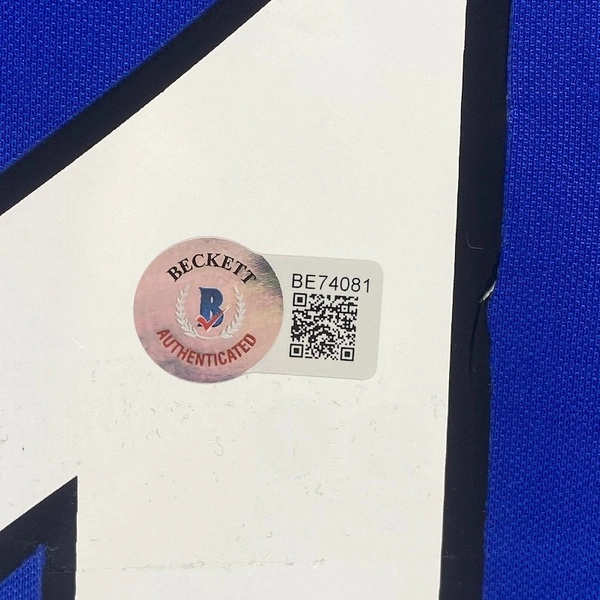 BECKETT
B
AUTHENTICATED
BE74081